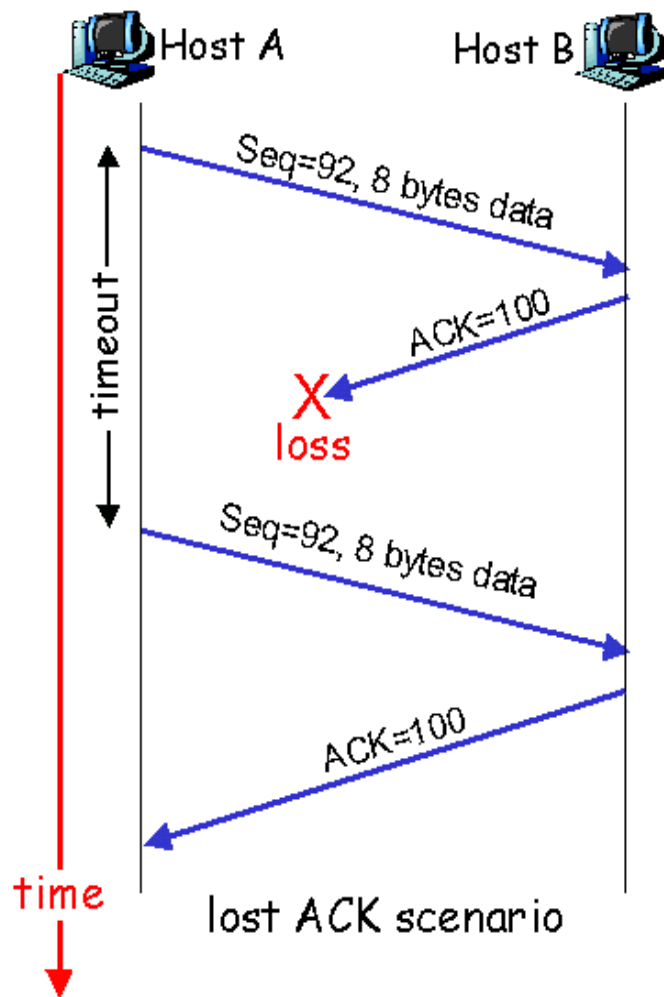 Host A
Host B
Seq=92, 8 bytes data
ACK=100
timeout
X
loss
Seq=92, 8 bytes data
ACK=100
time
lost ACK scenario